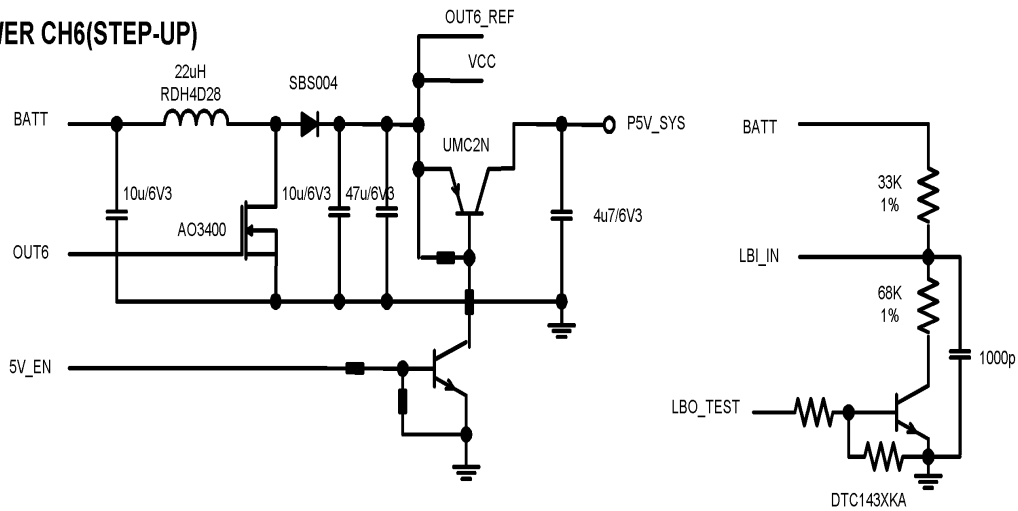 WER CH6(STEP-UP)
OUT6_REF
VCC
22uH
RDH4D28
SBS004
BATT
P5V_SYS
UMC2N
10u/6V3
10u/6V3
47u/6V3
4u7/6V3
AO3400
OUT6
5V_EN
BATT
33K
1%
LBI_IN
68K
1%
1000p
LBO_TEST
DTC143XKA